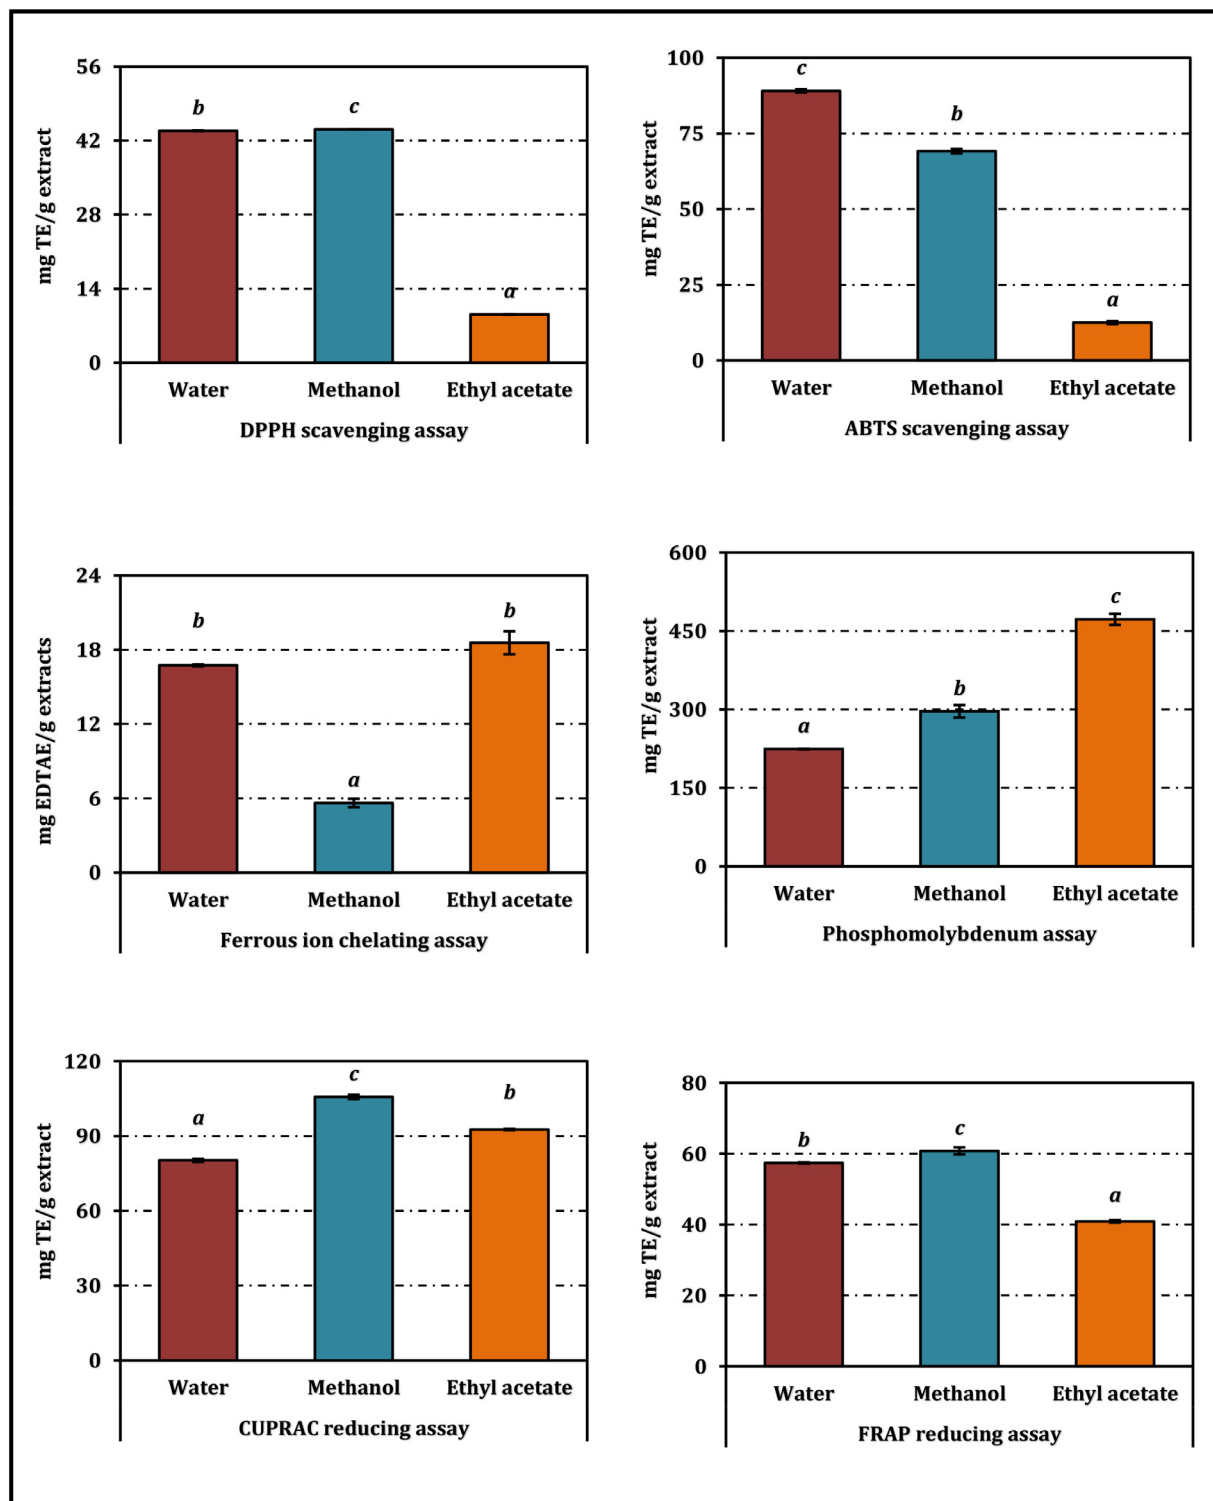 mg TE/g extract
56
42
28
14
0
b
c
a
Water Methanol Ethyl acetate
DPPH scavenging assay
mg TE/g extract
100
75
50
25
0
c
b
a
Water Methanol Ethyl acetate
ABTS scavenging assay
mg EDTAE/g extracts
24
18
12
6
0
b
a
b
Water Methanol Ethyl acetate
Ferrous ion chelating assay
mg TE/g extract
600
450
300
150
0
a
b
c
Water Methanol Ethyl acetate
Phosphomolybdenum assay
mg TE/g extract
120
90
60
30
0
a
c
b
Water Methanol Ethyl acetate
CUPRAC reducing assay
mg TE/g extract
80
60
40
20
0
b
c
a
Water Methanol Ethyl acetate
FRAP reducing assay